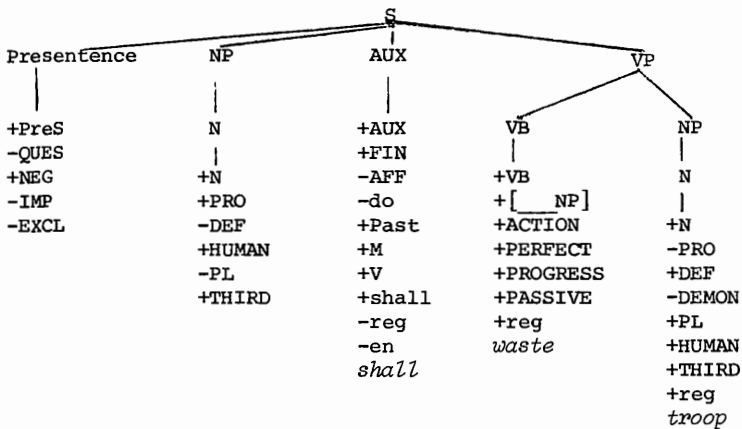 S
Presentence NP AUX VP
+PreS N +AUX VB NP
-QUES +FIN
+NEG +N -AFF +VB N
-IMP +PRO -do +[___NP]
-EXCL -DEF +Past +ACTION +N
+HUMAN +M +PERFECT -PRO
-PL +V +PROGRESS +DEF
+THIRD +shall +PASSIVE -DEMON
-reg +reg +PL
-en waste +HUMAN
shall +THIRD
+reg
troop